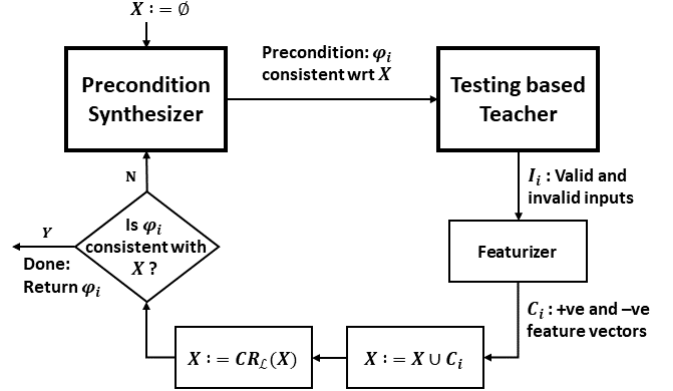 X := ∅
Precondition
Synthesizer
Precondition: φᵢ
consistent wrt X
Testing based
Teacher
Iᵢ : Valid and
invalid inputs
Featurizer
Cᵢ : +ve and –ve
feature vectors
X := X ∪ Cᵢ
X := CR_ℒ(X)
Is φᵢ
consistent with
X ?
N
Y
Done:
Return φᵢ